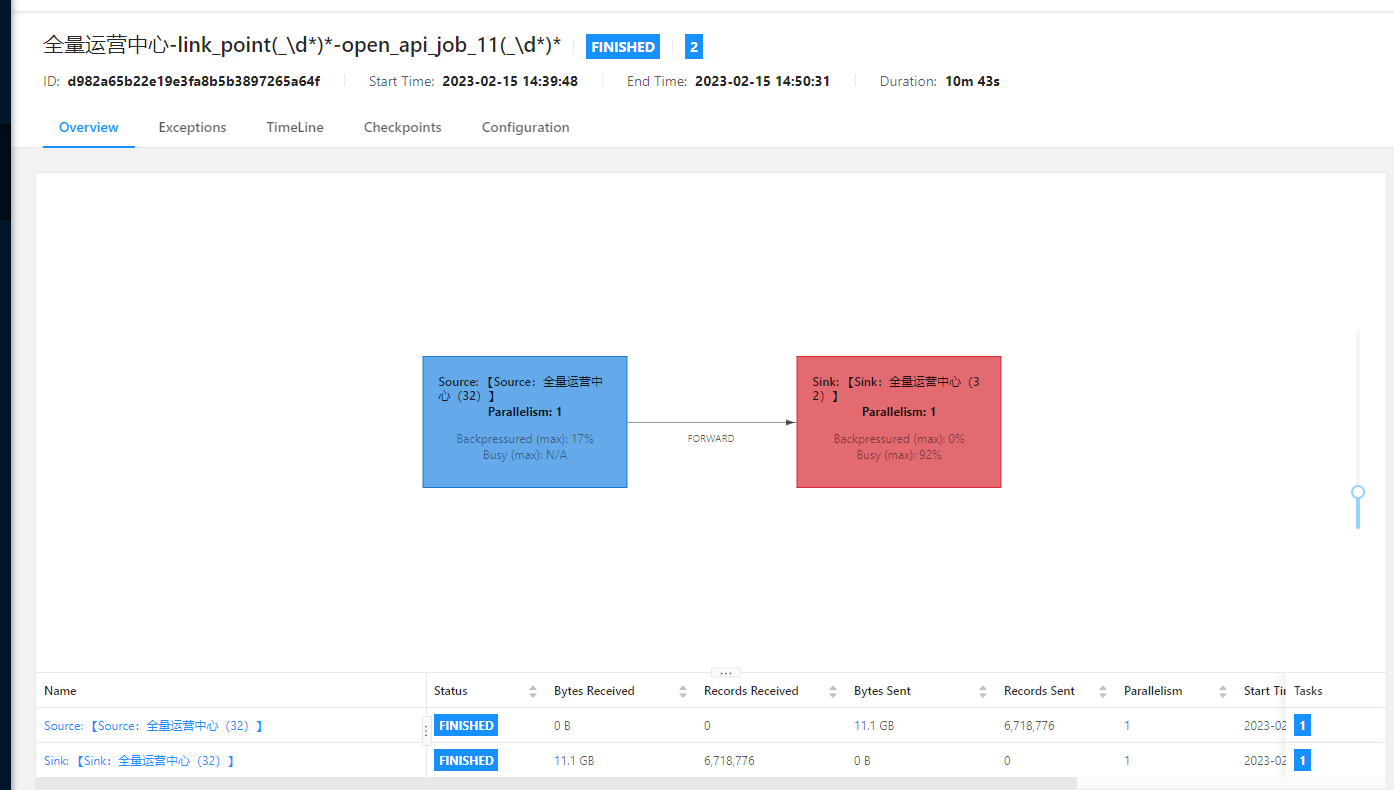 全量运营中心-link_point(_\d*)*-open_api_job_11(_\d*)* FINISHED 2
ID: d982a65b22e19e3fa8b5b3897265a64f Start Time: 2023-02-15 14:39:48 End Time: 2023-02-15 14:50:31 Duration: 10m 43s
Overview Exceptions TimeLine Checkpoints Configuration
Source: 【Source：全量运营中
心（32）】
Parallelism: 1
Backpressured (max): 17%
Busy (max): N/A
FORWARD
Sink: 【Sink：全量运营中心（3
2）】
Parallelism: 1
Backpressured (max): 0%
Busy (max): 92%
Name Status Bytes Received Records Received Bytes Sent Records Sent Parallelism Start Ti Tasks
Source: 【Source：全量运营中心（32）】 FINISHED 0 B 0 11.1 GB 6,718,776 1 2023-02 1
Sink: 【Sink：全量运营中心（32）】 FINISHED 11.1 GB 6,718,776 0 B 0 1 2023-02 1